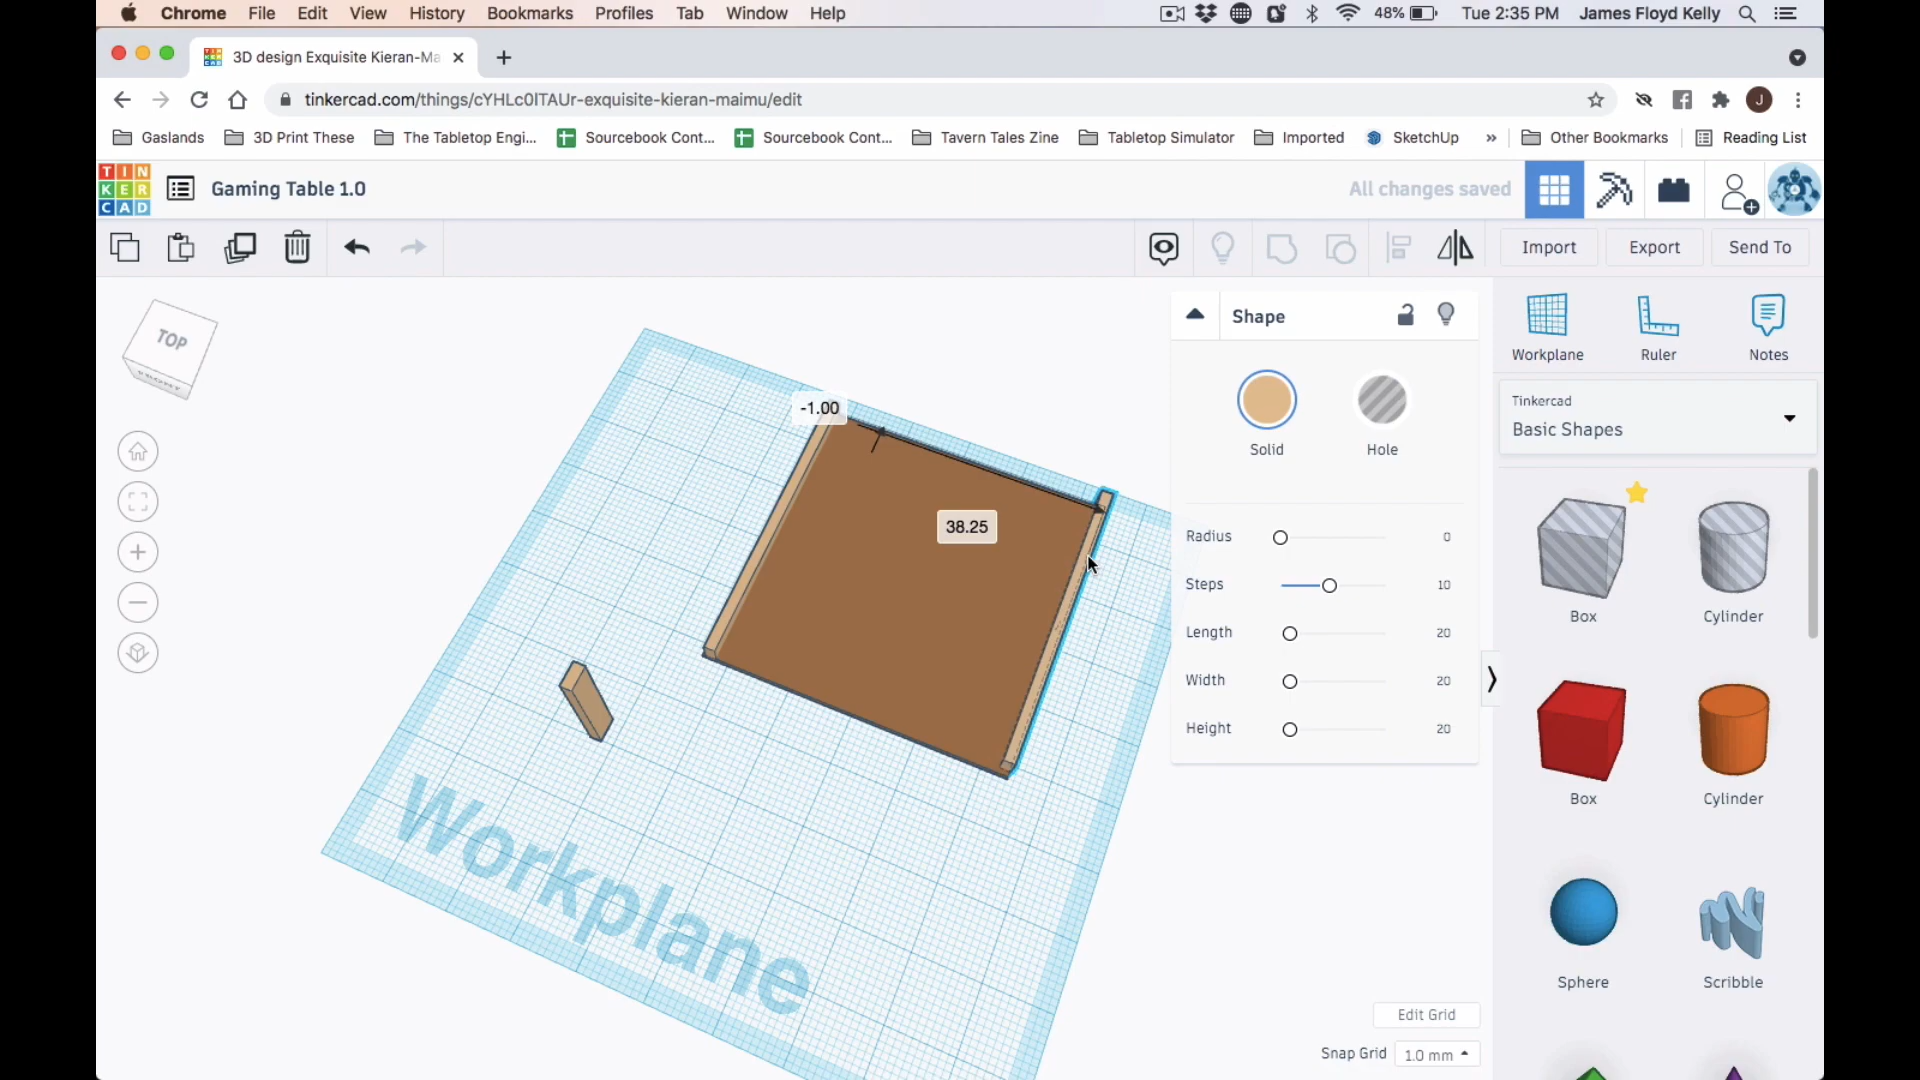 Chrome File Edit View History Bookmarks Profiles Tab Window Help
48% Tue 2:35 PM James Floyd Kelly
3D design Exquisite Kieran-Ma
tinkercad.com/things/cYHLc0lTAUr-exquisite-kieran-maimu/edit
J
Gaslands 3D Print These The Tabletop Engi... Sourcebook Cont... Sourcebook Cont... Tavern Tales Zine Tabletop Simulator Imported SketchUp » Other Bookmarks Reading List
TIN
KER
CAD
Gaming Table 1.0
All changes saved
Import Export Send To
TOP
FRONT
-1.00
38.25
Workplane
Shape
Solid Hole
Radius 0
Steps 10
Length 20
Width 20
Height 20
Workplane Ruler Notes
Tinkercad
Basic Shapes
Box Cylinder
Box Cylinder
Sphere Scribble
Edit Grid
Snap Grid 1.0 mm